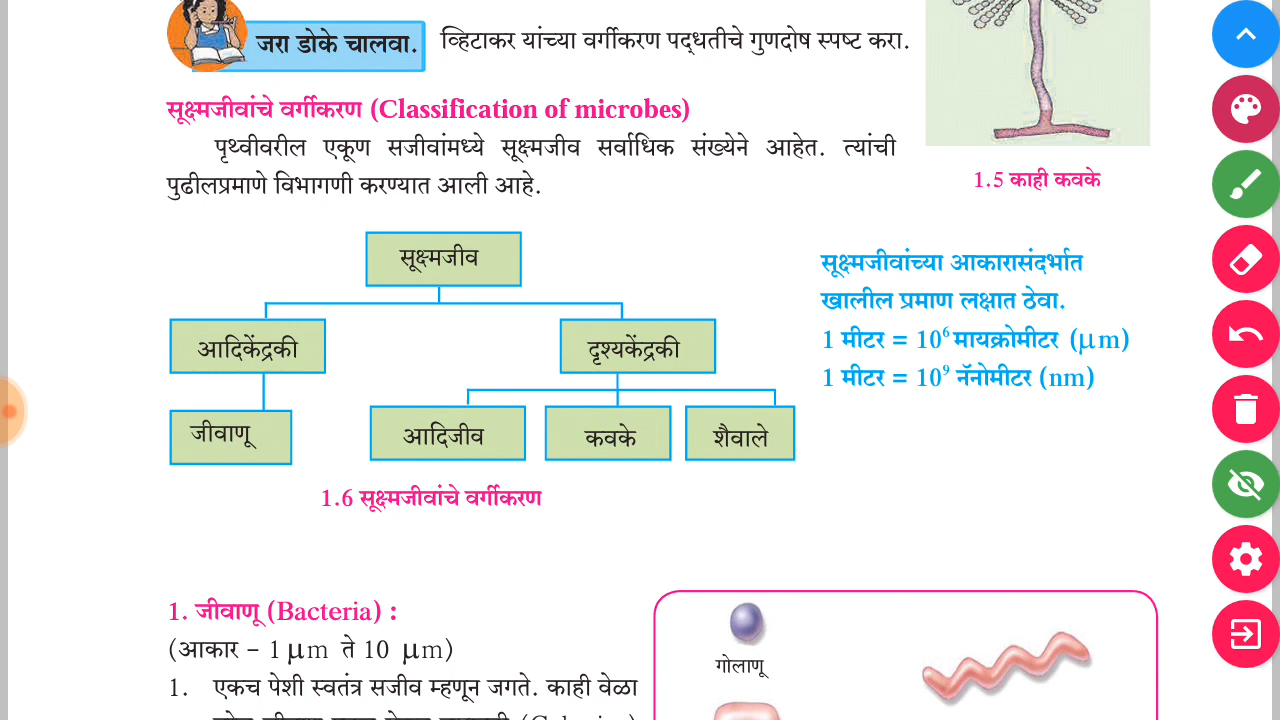 जरा डोके चालवा. व्हिटाकर यांच्या वर्गीकरण पद्धतीचे गुणदोष स्पष्ट करा.
सूक्ष्मजीवांचे वर्गीकरण (Classification of microbes)
पृथ्वीवरील एकूण सजीवांमध्ये सूक्ष्मजीव सर्वाधिक संख्येने आहेत. त्यांची
पुढीलप्रमाणे विभागणी करण्यात आली आहे.
1.5 काही कवके
सूक्ष्मजीव
आदिकेंद्रकी
दृश्यकेंद्रकी
जीवाणू
आदिजीव
कवके
शैवाले
1.6 सूक्ष्मजीवांचे वर्गीकरण
सूक्ष्मजीवांच्या आकारासंदर्भात
खालील प्रमाण लक्षात ठेवा.
1 मीटर = 10⁶ मायक्रोमीटर (μm)
1 मीटर = 10⁹ नॅनोमीटर (nm)
1. जीवाणू (Bacteria) :
(आकार – 1 μm ते 10 μm)
1. एकच पेशी स्वतंत्र सजीव म्हणून जगते. काही वेळा
गोलाणू